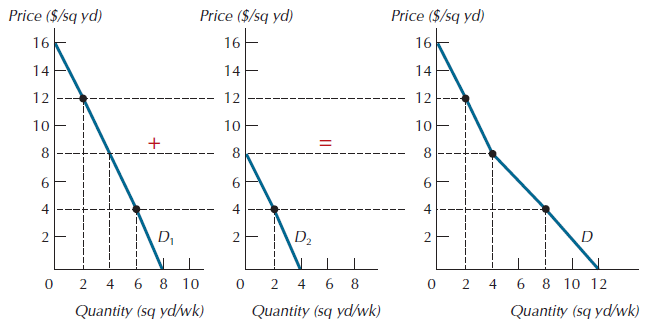 Price ($/sq yd)
16
14
12
10
8
6
4
2
0 2 4 6 8 10
D1
Quantity (sq yd/wk)
+
Price ($/sq yd)
16
14
12
10
8
6
4
2
0 2 4 6 8
D2
Quantity (sq yd/wk)
=
Price ($/sq yd)
16
14
12
10
8
6
4
2
0 2 4 6 8 10 12
D
Quantity (sq yd/wk)